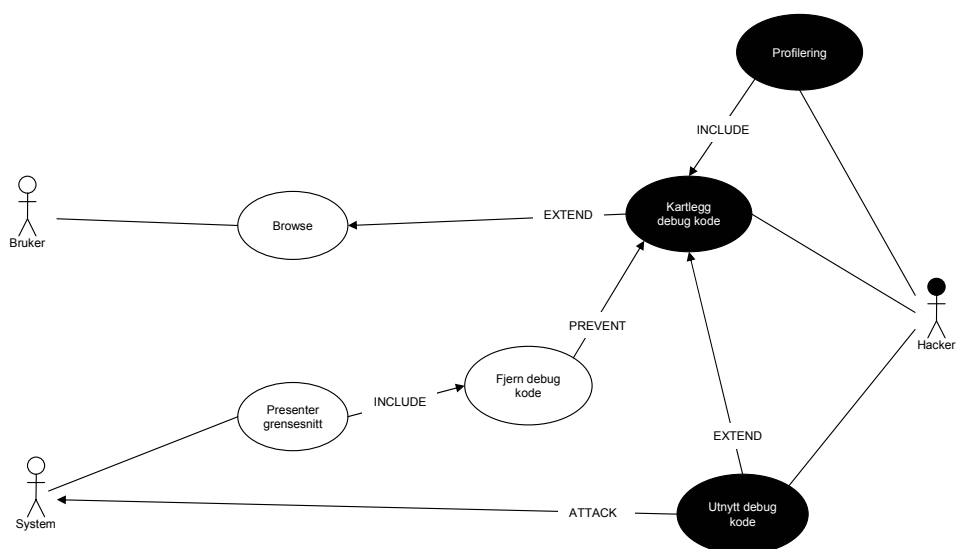 Profilering
INCLUDE
Kartlegg
debug kode
EXTEND
Browse
Bruker
PREVENT
Hacker
Fjern debug
kode
INCLUDE
Presenter
grensesnitt
EXTEND
System
ATTACK
Utnytt debug
kode